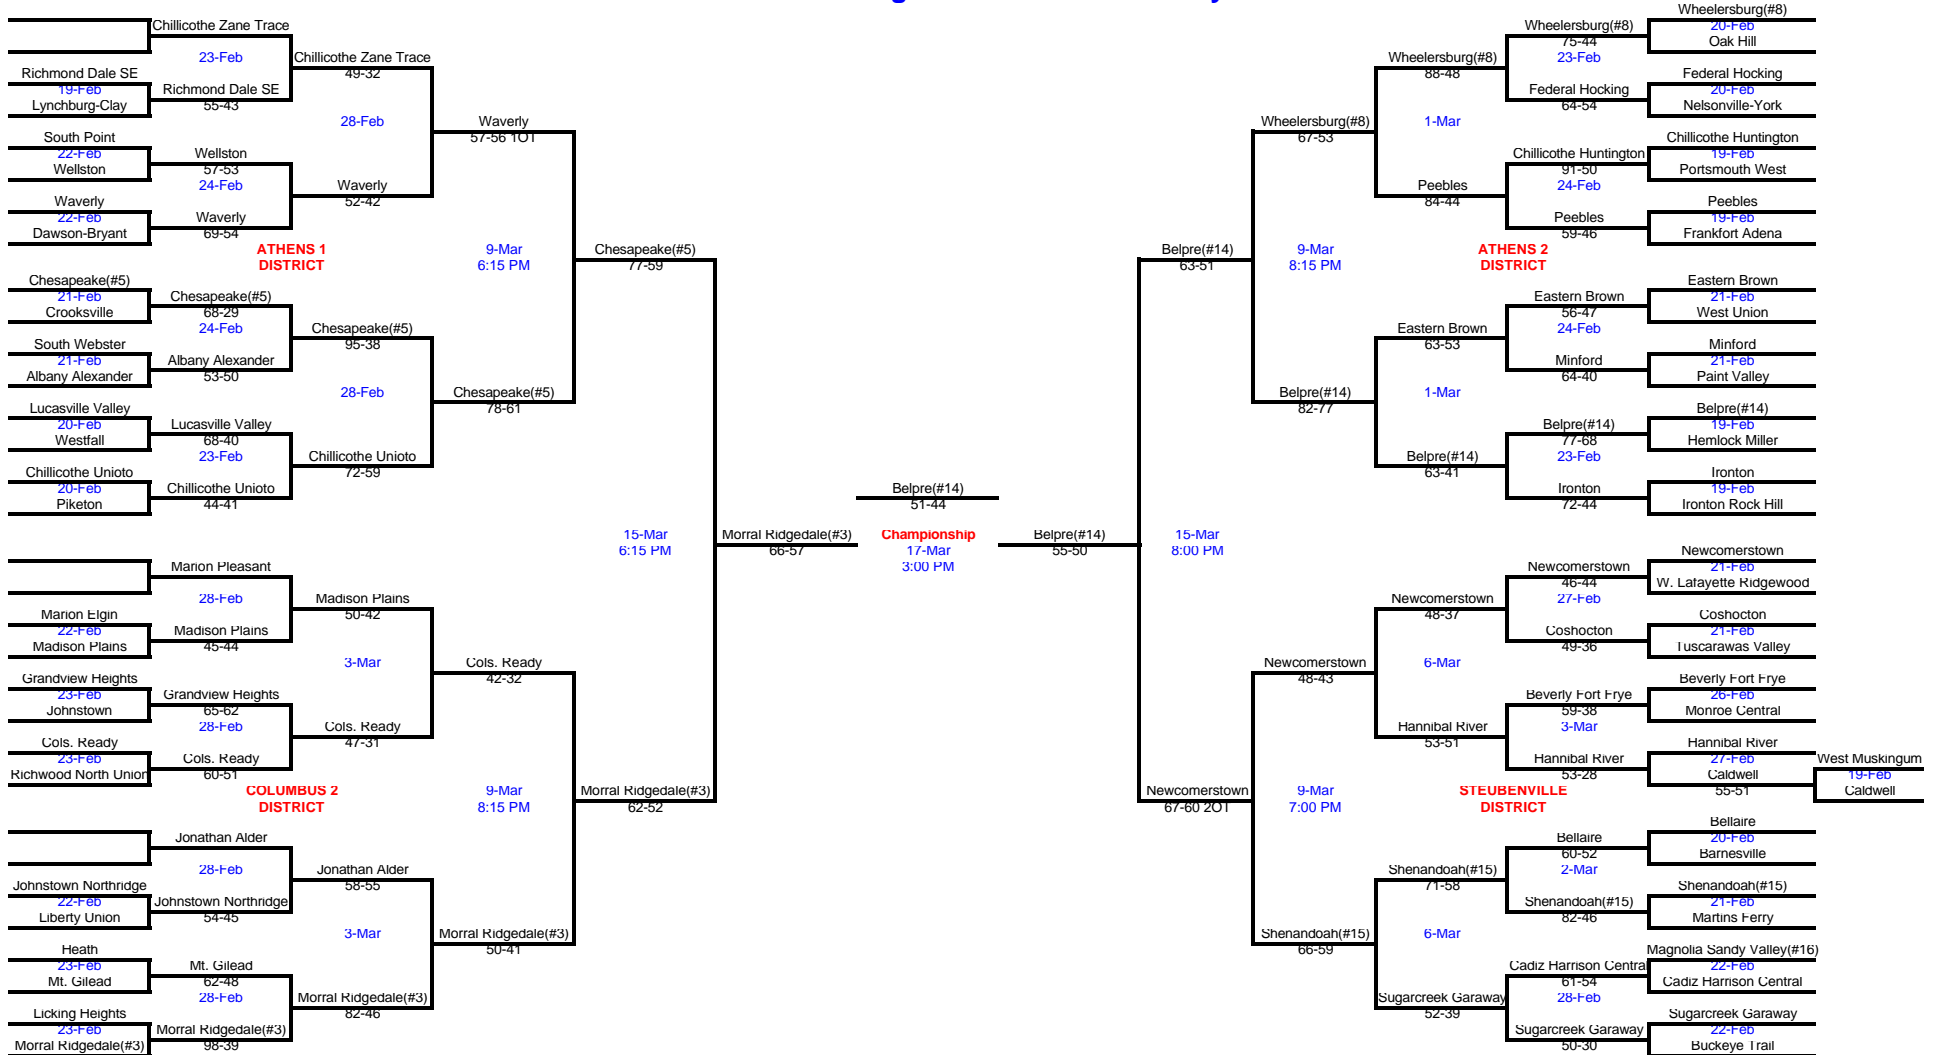 Chillicothe Zane Trace
23-Feb
Chillicothe Zane Trace
49-32
Richmond Dale SE
19-Feb
Lynchburg-Clay
Richmond Dale SE
55-43
28-Feb
Waverly
57-56 1OT
South Point
22-Feb
Wellston
Wellston
57-53
24-Feb
Waverly
52-42
Waverly
22-Feb
Dawson-Bryant
Waverly
69-54
ATHENS 1
DISTRICT
9-Mar
6:15 PM
Chesapeake(#5)
77-59
Chesapeake(#5)
21-Feb
Crooksville
Chesapeake(#5)
68-29
24-Feb
Chesapeake(#5)
95-38
South Webster
21-Feb
Albany Alexander
Albany Alexander
53-50
28-Feb
Chesapeake(#5)
78-61
Lucasville Valley
20-Feb
Westfall
Lucasville Valley
68-40
23-Feb
Chillicothe Unioto
72-59
Chillicothe Unioto
20-Feb
Piketon
Chillicothe Unioto
44-41
15-Mar
6:15 PM
Morral Ridgedale(#3)
66-57
Marion Pleasant
28-Feb
Madison Plains
50-42
Marion Elgin
22-Feb
Madison Plains
Madison Plains
45-44
3-Mar
Cols. Ready
42-32
Grandview Heights
23-Feb
Johnstown
Grandview Heights
65-62
28-Feb
Cols. Ready
47-31
Cols. Ready
23-Feb
Richwood North Union
Cols. Ready
60-51
COLUMBUS 2
DISTRICT
9-Mar
8:15 PM
Morral Ridgedale(#3)
62-52
Jonathan Alder
28-Feb
Jonathan Alder
58-55
Johnstown Northridge
22-Feb
Liberty Union
Johnstown Northridge
54-45
3-Mar
Morral Ridgedale(#3)
50-41
Heath
23-Feb
Mt. Gilead
Mt. Gilead
62-48
28-Feb
Morral Ridgedale(#3)
82-46
Licking Heights
23-Feb
Morral Ridgedale(#3)
Morral Ridgedale(#3)
98-39
Belpre(#14)
51-44
Championship
17-Mar
3:00 PM
Belpre(#14)
55-50
15-Mar
8:00 PM
Wheelersburg(#8)
20-Feb
Oak Hill
Wheelersburg(#8)
75-44
23-Feb
Wheelersburg(#8)
88-48
Federal Hocking
20-Feb
Nelsonville-York
Federal Hocking
64-54
1-Mar
Wheelersburg(#8)
67-53
Chillicothe Huntington
19-Feb
Portsmouth West
Chillicothe Huntington
91-50
24-Feb
Peebles
84-44
Peebles
19-Feb
Frankfort Adena
Peebles
59-46
ATHENS 2
DISTRICT
9-Mar
8:15 PM
Belpre(#14)
63-51
Eastern Brown
21-Feb
West Union
Eastern Brown
56-47
24-Feb
Eastern Brown
63-53
Minford
21-Feb
Paint Valley
Minford
64-40
1-Mar
Belpre(#14)
82-77
Belpre(#14)
19-Feb
Hemlock Miller
Belpre(#14)
77-68
23-Feb
Belpre(#14)
63-41
Ironton
19-Feb
Ironton Rock Hill
Ironton
72-44
Newcomerstown
21-Feb
W. Lafayette Ridgewood
Newcomerstown
46-44
27-Feb
Newcomerstown
48-37
Coshocton
21-Feb
Tuscarawas Valley
Coshocton
49-36
6-Mar
Newcomerstown
48-43
Beverly Fort Frye
26-Feb
Monroe Central
Beverly Fort Frye
59-38
3-Mar
Hannibal River
53-51
Hannibal River
27-Feb
Caldwell
55-51
West Muskingum
19-Feb
Caldwell
Hannibal River
53-28
STEUBENVILLE
DISTRICT
9-Mar
7:00 PM
Newcomerstown
67-60 2OT
Bellaire
20-Feb
Barnesville
Bellaire
60-52
2-Mar
Shenandoah(#15)
71-58
Shenandoah(#15)
21-Feb
Martins Ferry
Shenandoah(#15)
82-46
6-Mar
Shenandoah(#15)
66-59
Magnolia Sandy Valley(#16)
22-Feb
Cadiz Harrison Central
Cadiz Harrison Central
61-54
28-Feb
Sugarcreek Garaway
52-39
Sugarcreek Garaway
22-Feb
Buckeye Trail
Sugarcreek Garaway
50-30